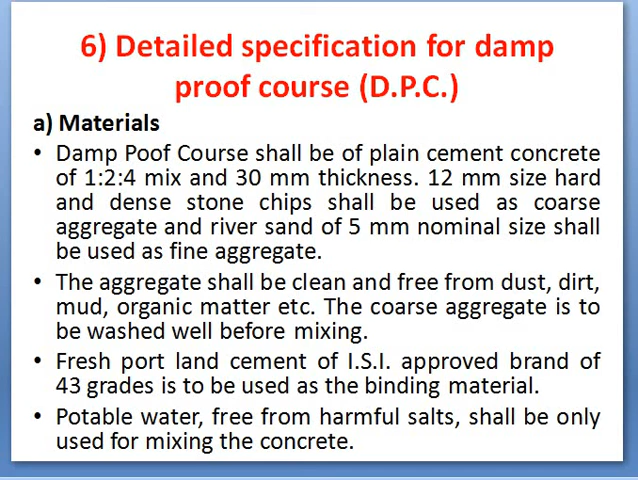 6) Detailed specification for damp
proof course (D.P.C.)
a) Materials
• Damp Poof Course shall be of plain cement concrete
of 1:2:4 mix and 30 mm thickness. 12 mm size hard
and dense stone chips shall be used as coarse
aggregate and river sand of 5 mm nominal size shall
be used as fine aggregate.
• The aggregate shall be clean and free from dust, dirt,
mud, organic matter etc. The coarse aggregate is to
be washed well before mixing.
• Fresh port land cement of I.S.I. approved brand of
43 grades is to be used as the binding material.
• Potable water, free from harmful salts, shall be only
used for mixing the concrete.